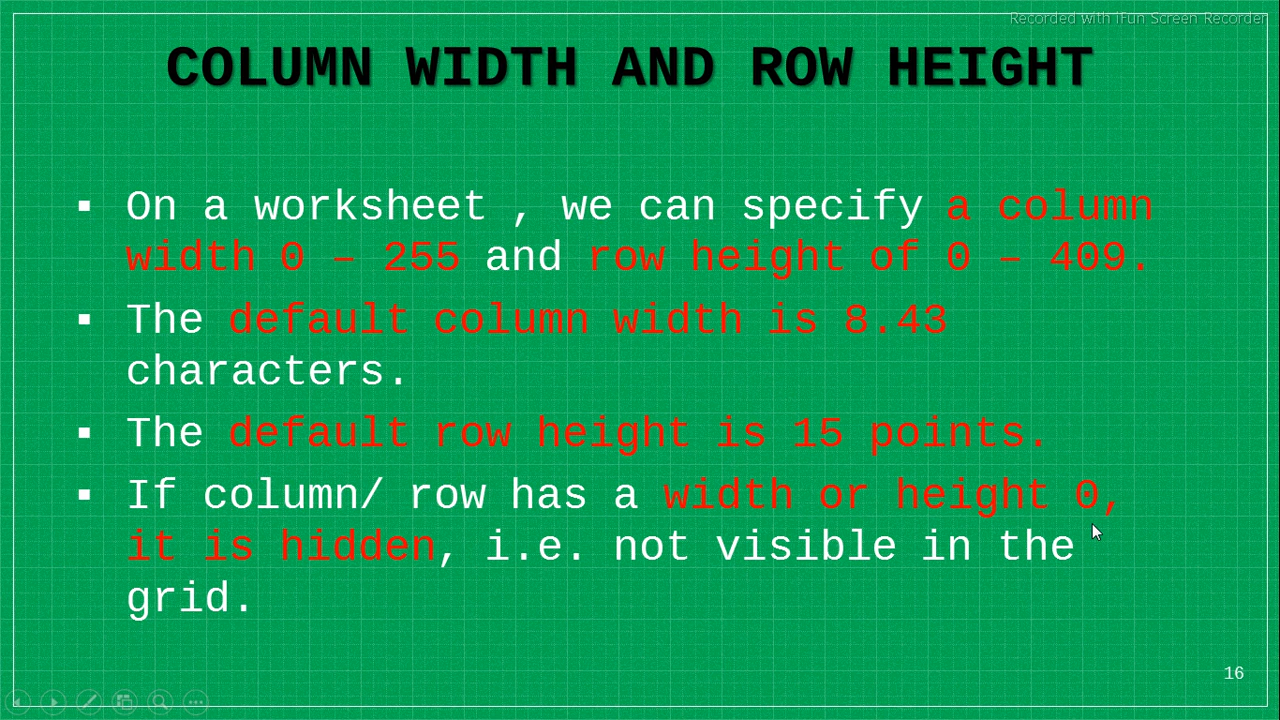 Recorded with iFun Screen Recorder
COLUMN WIDTH AND ROW HEIGHT
▪ On a worksheet , we can specify a column
width 0 – 255 and row height of 0 – 409.
▪ The default column width is 8.43
characters.
▪ The default row height is 15 points.
▪ If column/ row has a width or height 0,
it is hidden, i.e. not visible in the
grid.
16